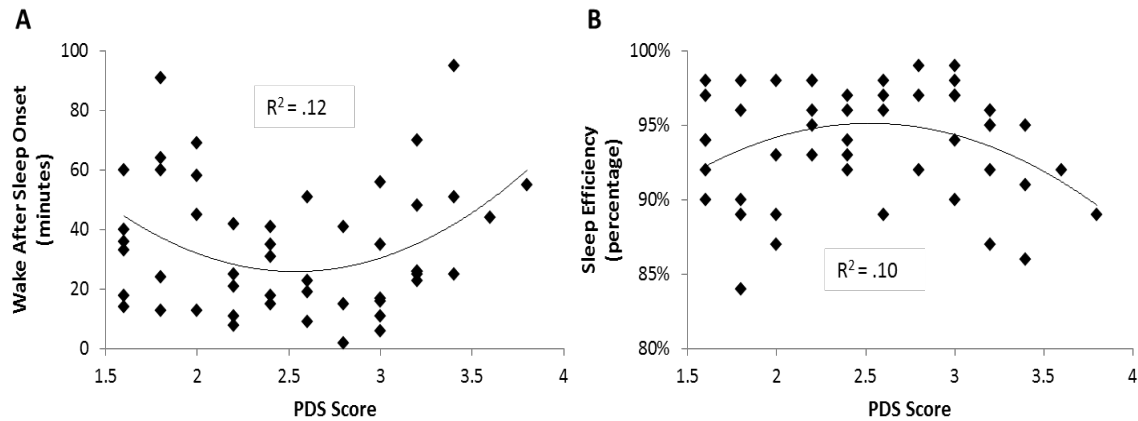 A
Wake After Sleep Onset
(minutes)
100
80
60
40
20
0
R² = .12
1.5 2 2.5 3 3.5 4
PDS Score
B
Sleep Efficiency
(percentage)
100%
95%
90%
85%
80%
R² = .10
1.5 2 2.5 3 3.5 4
PDS Score